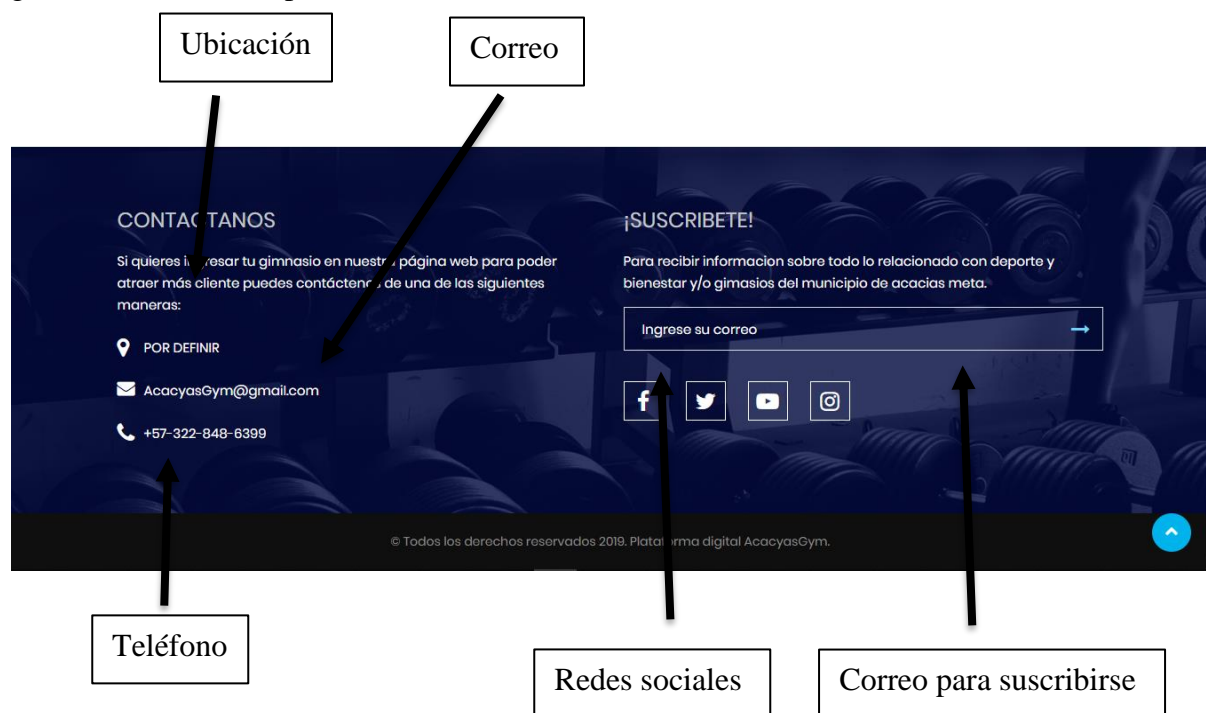 Ubicación
Correo
CONTACTANOS
Si quieres ingresar tu gimnasio en nuestra página web para poder
atraer más cliente puedes contáctenos de una de las siguientes
maneras:
POR DEFINIR
AcacyasGym@gmail.com
+57-322-848-6399
¡SUSCRIBETE!
Para recibir informacion sobre todo lo relacionado con deporte y
bienestar y/o gimasios del municipio de acacias meta.
Ingrese su correo
© Todos los derechos reservados 2019. Plataforma digital AcacyasGym.
Teléfono
Redes sociales
Correo para suscribirse